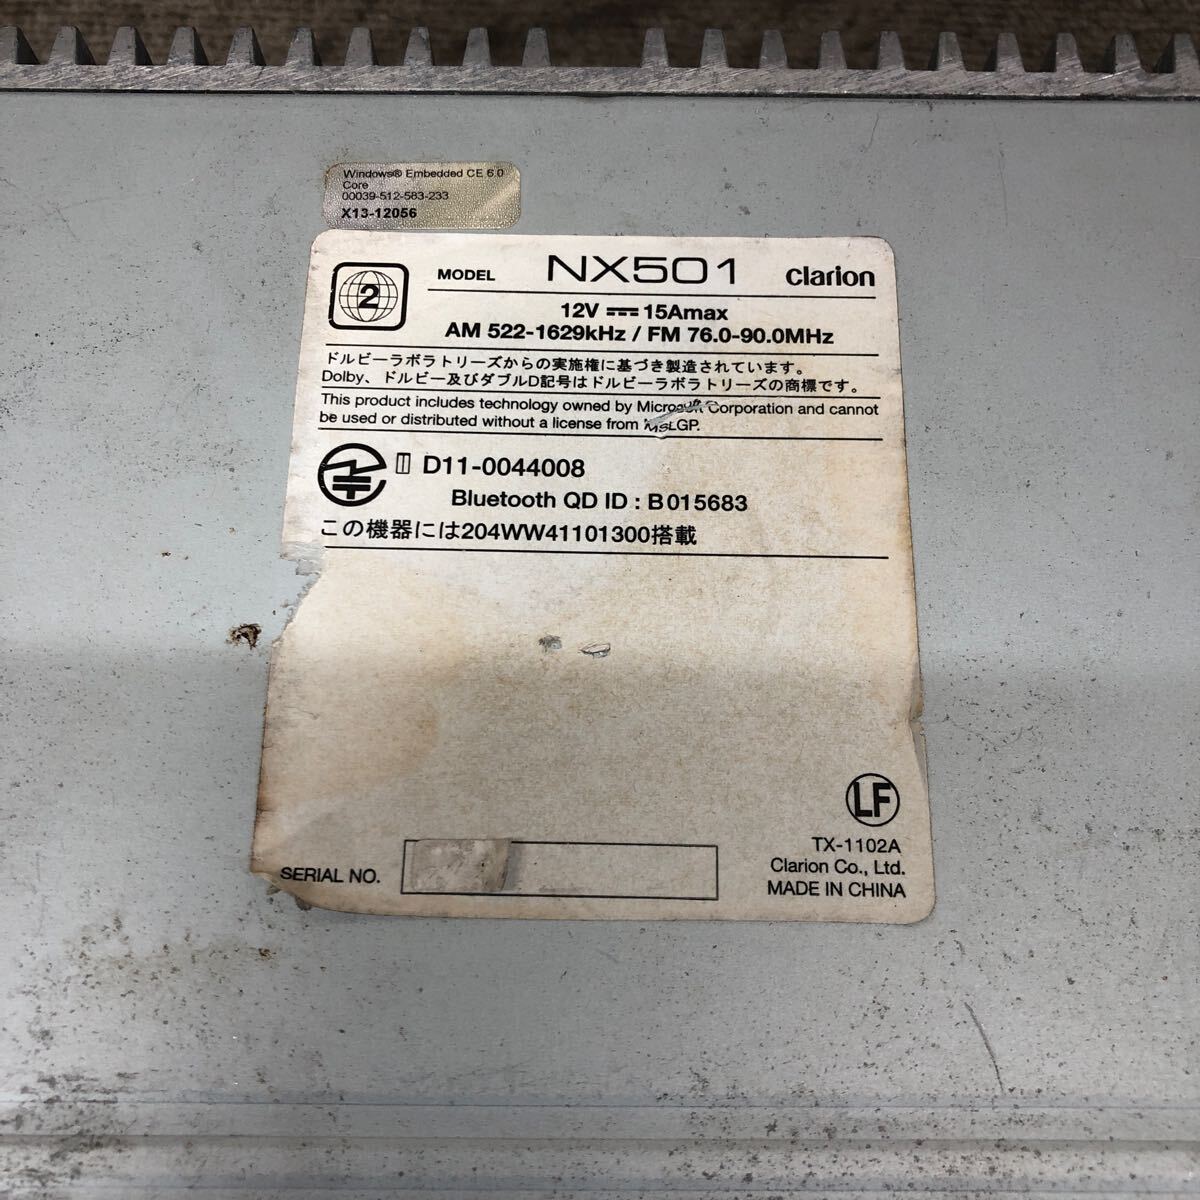 Windows® Embedded CE 6.0
Core
00039-512-583-233
X13-12056
2
MODEL NX501 clarion
12V 15Amax
AM 522-1629kHz / FM 76.0-90.0MHz
ドルビーラボラトリーズからの実施権に基づき製造されています。
Dolby、ドルビー及びダブルD記号はドルビーラボラトリーズの商標です。
This product includes technology owned by Microsoft Corporation and cannot
be used or distributed without a license from MSLGP.
D11-0044008
Bluetooth QD ID : B015683
この機器には204WW41101300搭載
LF
TX-1102A
Clarion Co., Ltd.
MADE IN CHINA
SERIAL NO.